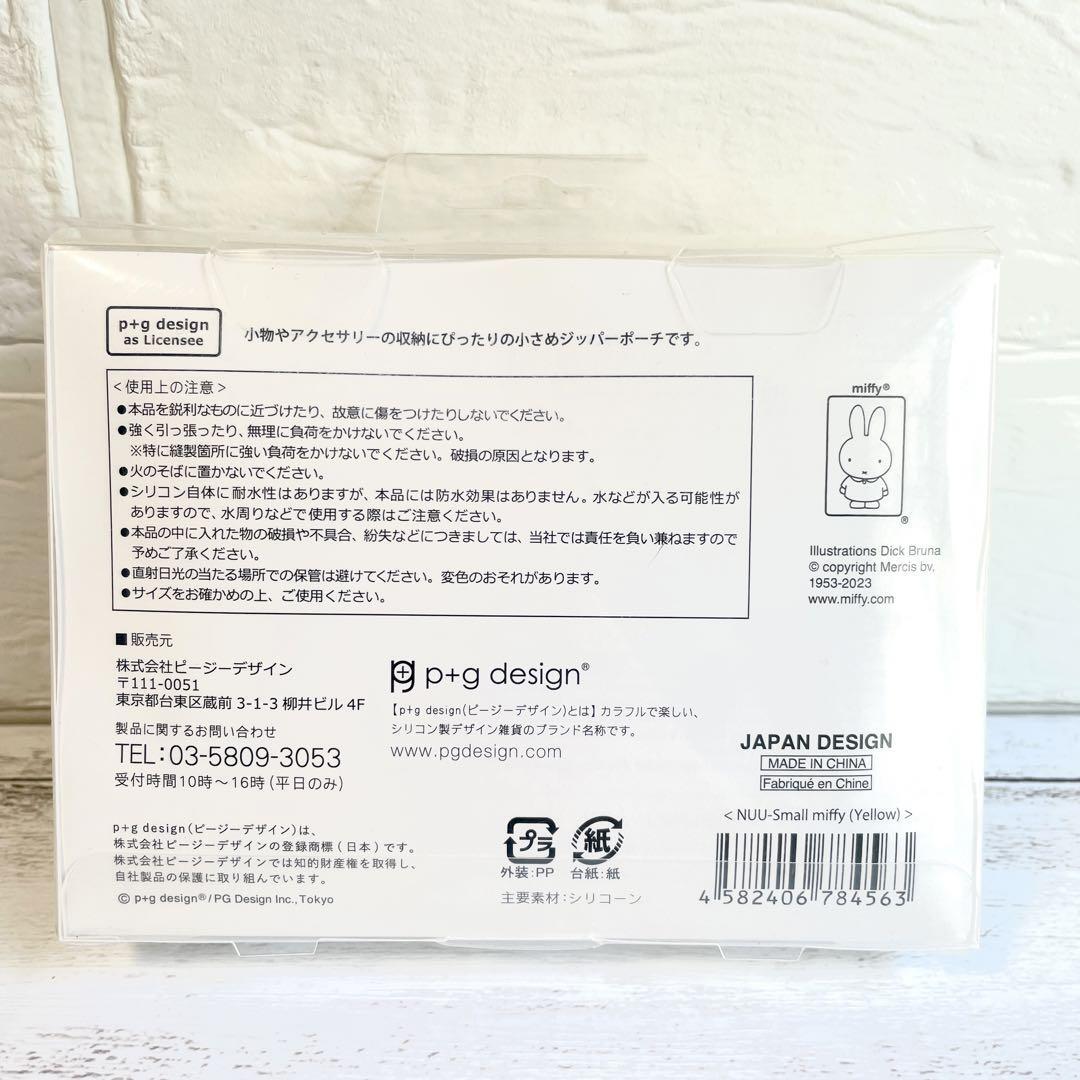 p+g design
as Licensee
小物やアクセサリーの収納にぴったりの小さめジッパーポーチです。
＜使用上の注意＞
●本品を鋭利なものに近づけたり、故意に傷をつけたりしないでください。
●強く引っ張ったり、無理に負荷をかけないでください。
※特に縫製箇所に強い負荷をかけないでください。破損の原因となります。
●火のそばに置かないでください。
●シリコン自体に耐水性はありますが、本品には防水効果はありません。水などが入る可能性が
ありますので、水周りなどで使用する際はご注意ください。
●本品の中に入れた物の破損や不具合、紛失などにつきましては、当社では責任を負い兼ねますので
予めご了承ください。
●直射日光の当たる場所での保管は避けてください。変色のおそれがあります。
●サイズをお確かめの上、ご使用ください。
miffy®
®
Illustrations Dick Bruna
© copyright Mercis bv,
1953-2023
www.miffy.com
■販売元
株式会社ピージーデザイン
〒111-0051
東京都台東区蔵前 3-1-3 柳井ビル 4F
製品に関するお問い合わせ
TEL:03-5809-3053
受付時間10時～16時(平日のみ)
p+g design®
【p+g design(ピージーデザイン)とは】カラフルで楽しい、
シリコン製デザイン雑貨のブランド名称です。
www.pgdesign.com
JAPAN DESIGN
MADE IN CHINA
Fabriqué en Chine
< NUU-Small miffy (Yellow) >
4 582406 784563
p+g design(ピージーデザイン)は、
株式会社ピージーデザインの登録商標(日本)です。
株式会社ピージーデザインでは知的財産権を取得し、
自社製品の保護に取り組んでいます。
© p+g design®/PG Design Inc.,Tokyo
プラ
紙
外装:PP
台紙:紙
主要素材:シリコーン